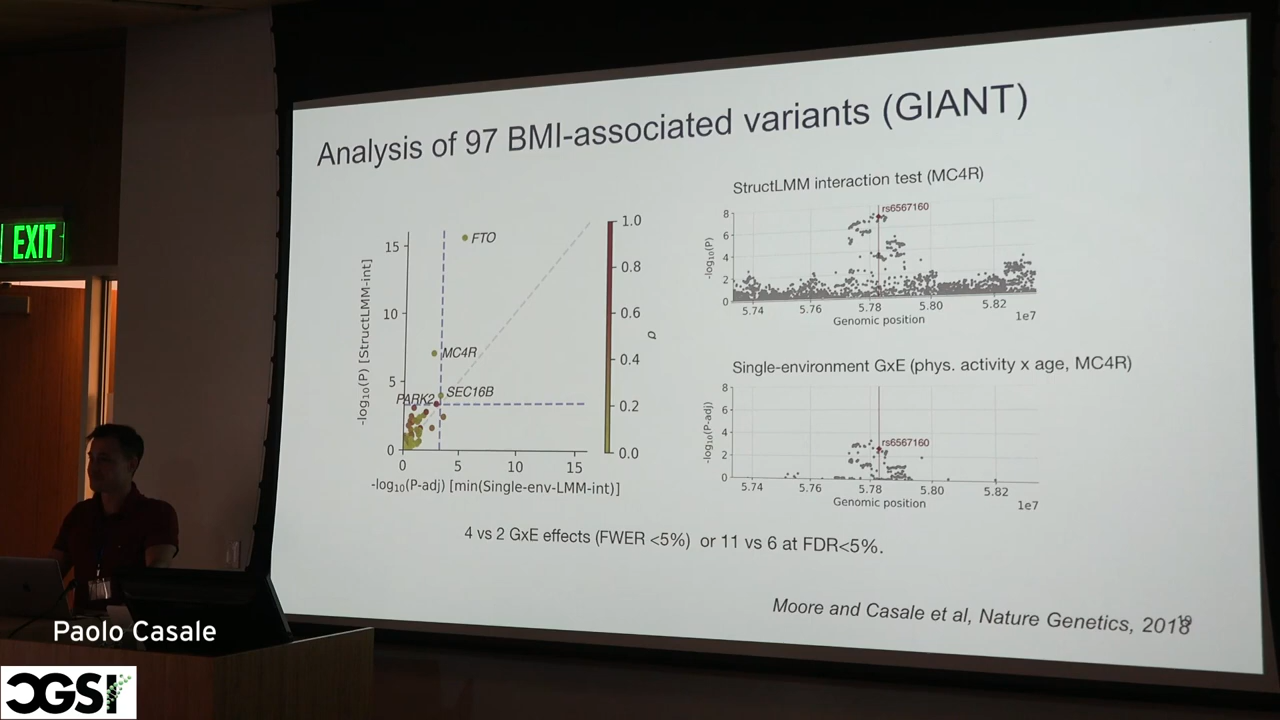 EXIT
Analysis of 97 BMI-associated variants (GIANT)
StructLMM interaction test (MC4R)
-log10(P) [StructLMM-int]
15
10
5
0
FTO
MC4R
SEC16B
PARK2
0 5 10 15
-log10(P-adj) [min(Single-env-LMM-int)]
1.0
0.8
0.6
0.4
0.2
0.0
ρ
-log10(P)
8
6
4
2
0
rs6567160
5.74 5.76 5.78 5.80 5.82
1e7
Genomic position
Single-environment GxE (phys. activity x age, MC4R)
-log10(P-adj)
8
6
4
2
0
rs6567160
5.74 5.76 5.78 5.80 5.82
1e7
Genomic position
4 vs 2 GxE effects (FWER <5%) or 11 vs 6 at FDR<5%.
Moore and Casale et al, Nature Genetics, 2018
Paolo Casale
CGSI